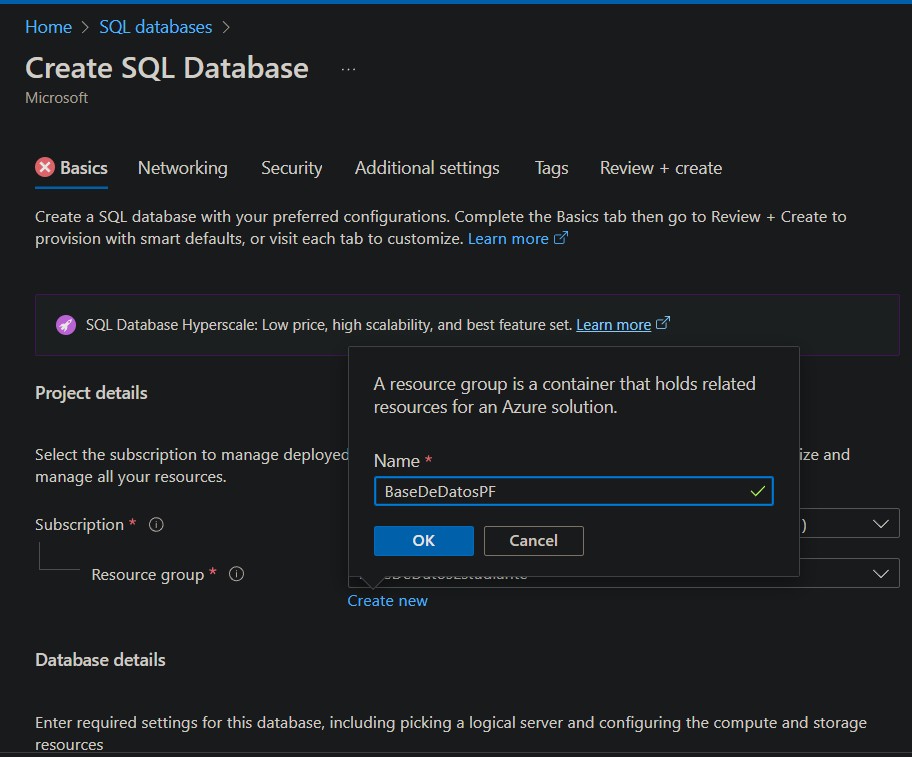 Home > SQL databases >
Create SQL Database ...
Microsoft
Basics Networking Security Additional settings Tags Review + create
Create a SQL database with your preferred configurations. Complete the Basics tab then go to Review + Create to
provision with smart defaults, or visit each tab to customize. Learn more
SQL Database Hyperscale: Low price, high scalability, and best feature set. Learn more
Project details
A resource group is a container that holds related
resources for an Azure solution.
Select the subscription to manage deployed
ize and
manage all your resources.
Name *
BaseDeDatosPF
Subscription *
)
OK Cancel
Resource group *
Create new
Database details
Enter required settings for this database, including picking a logical server and configuring the compute and storage
resources